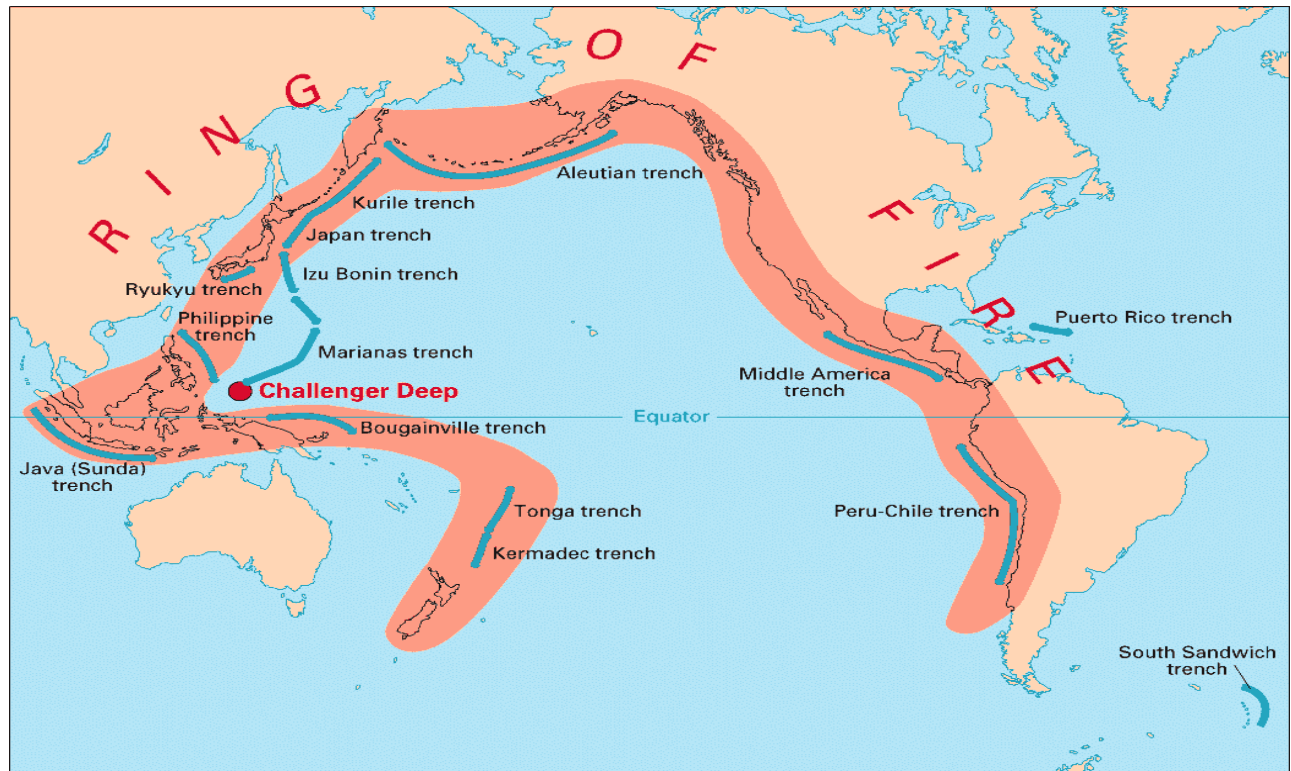 RING OF FIRE
Aleutian trench
Kurile trench
Japan trench
Izu Bonin trench
Ryukyu trench
Philippine
trench
Marianas trench
Challenger Deep
Puerto Rico trench
Middle America
trench
Equator
Bougainville trench
Java (Sunda)
trench
Tonga trench
Kermadec trench
Peru-Chile trench
South Sandwich
trench